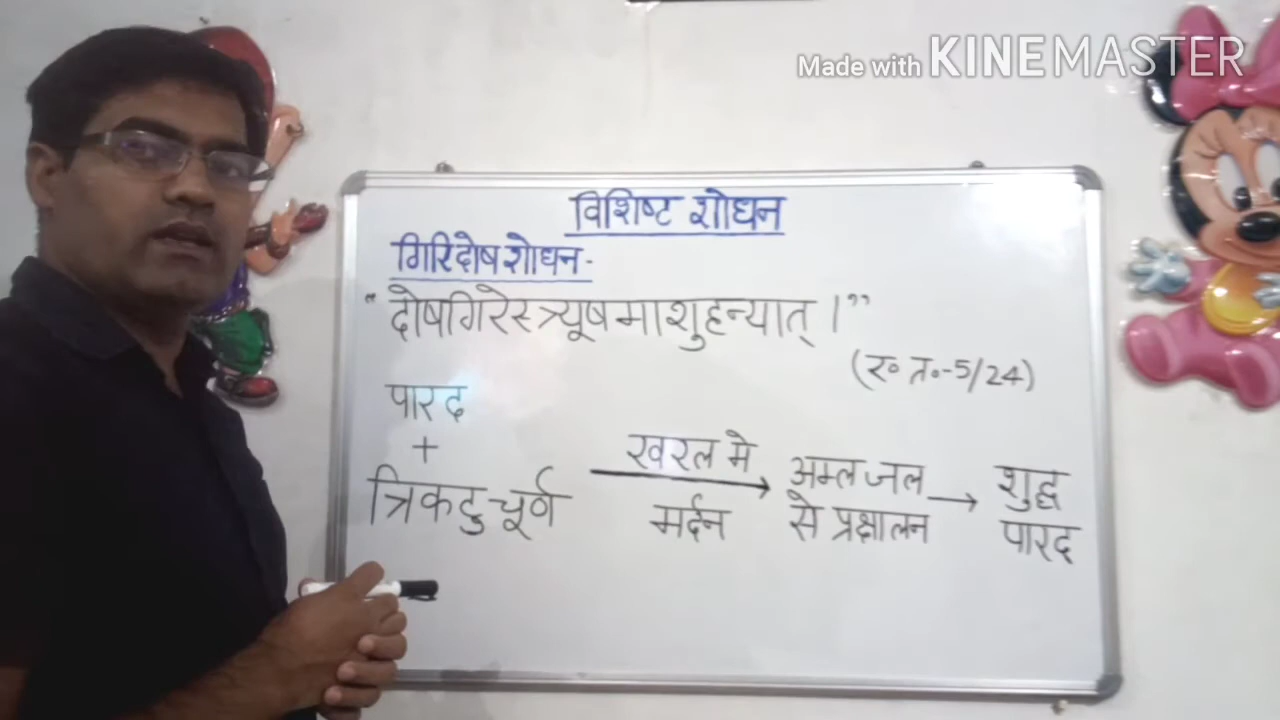 Made with KINEMASTER
विशिष्ट शोधन
गिरिदोष शोधन-
"दोषगिरेस्त्र्यूषमाशुहन्यात् ।"
(र० त०-5/24)
पारद
+
त्रिकटु चूर्ण
खरल मे
मर्दन
अम्ल जल
से प्रक्षालन
शुद्ध
पारद